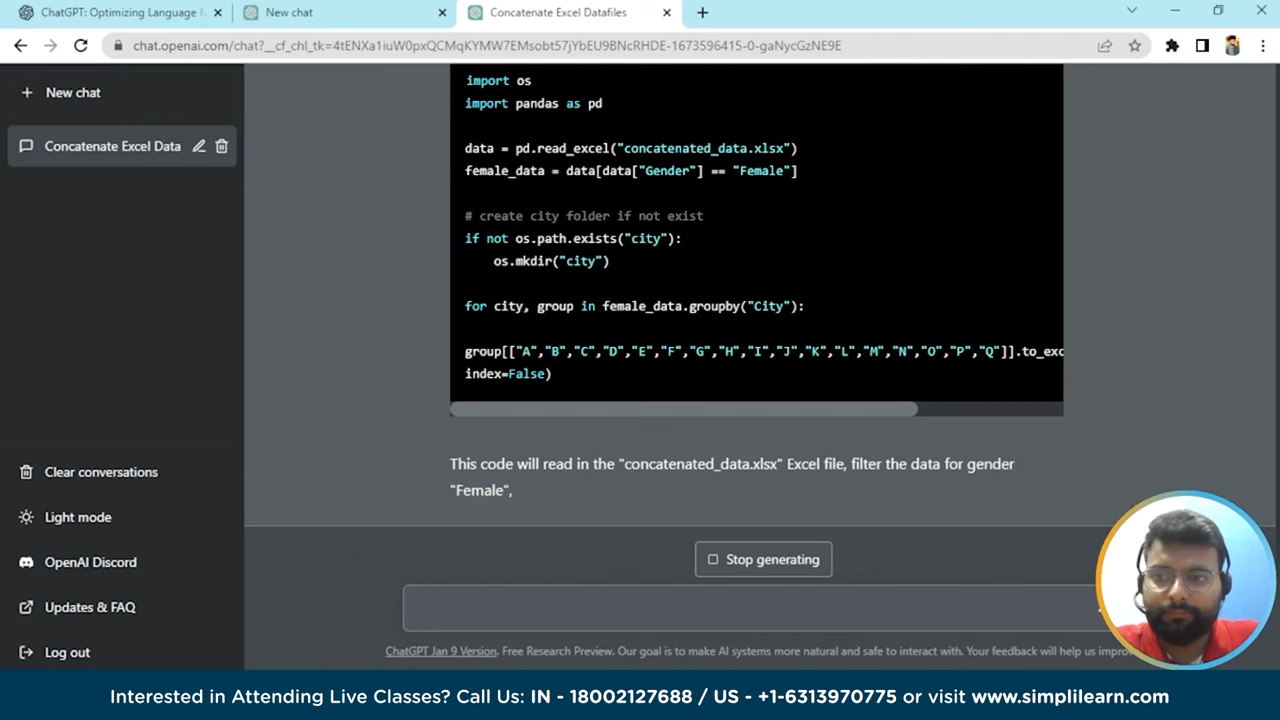 ChatGPT: Optimizing Language
New chat
Concatenate Excel Datafiles
chat.openai.com/chat?__cf_chl_tk=4tENXa1iuW0pxQCMqKYMW7EMsobt57jYbEU9BNcRHDE-1673596415-0-gaNycGzNE9E
New chat
Concatenate Excel Data
import os
import pandas as pd
data = pd.read_excel("concatenated_data.xlsx")
female_data = data[data["Gender"] == "Female"]
# create city folder if not exist
if not os.path.exists("city"):
os.mkdir("city")
for city, group in female_data.groupby("City"):
group[["A","B","C","D","E","F","G","H","I","J","K","L","M","N","O","P","Q"]].to_exc
index=False)
This code will read in the "concatenated_data.xlsx" Excel file, filter the data for gender
"Female",
Clear conversations
Light mode
OpenAI Discord
Updates & FAQ
Log out
Stop generating
ChatGPT Jan 9 Version. Free Research Preview. Our goal is to make AI systems more natural and safe to interact with. Your feedback will help us improv
Interested in Attending Live Classes? Call Us: IN - 18002127688 / US - +1-6313970775 or visit www.simplilearn.com